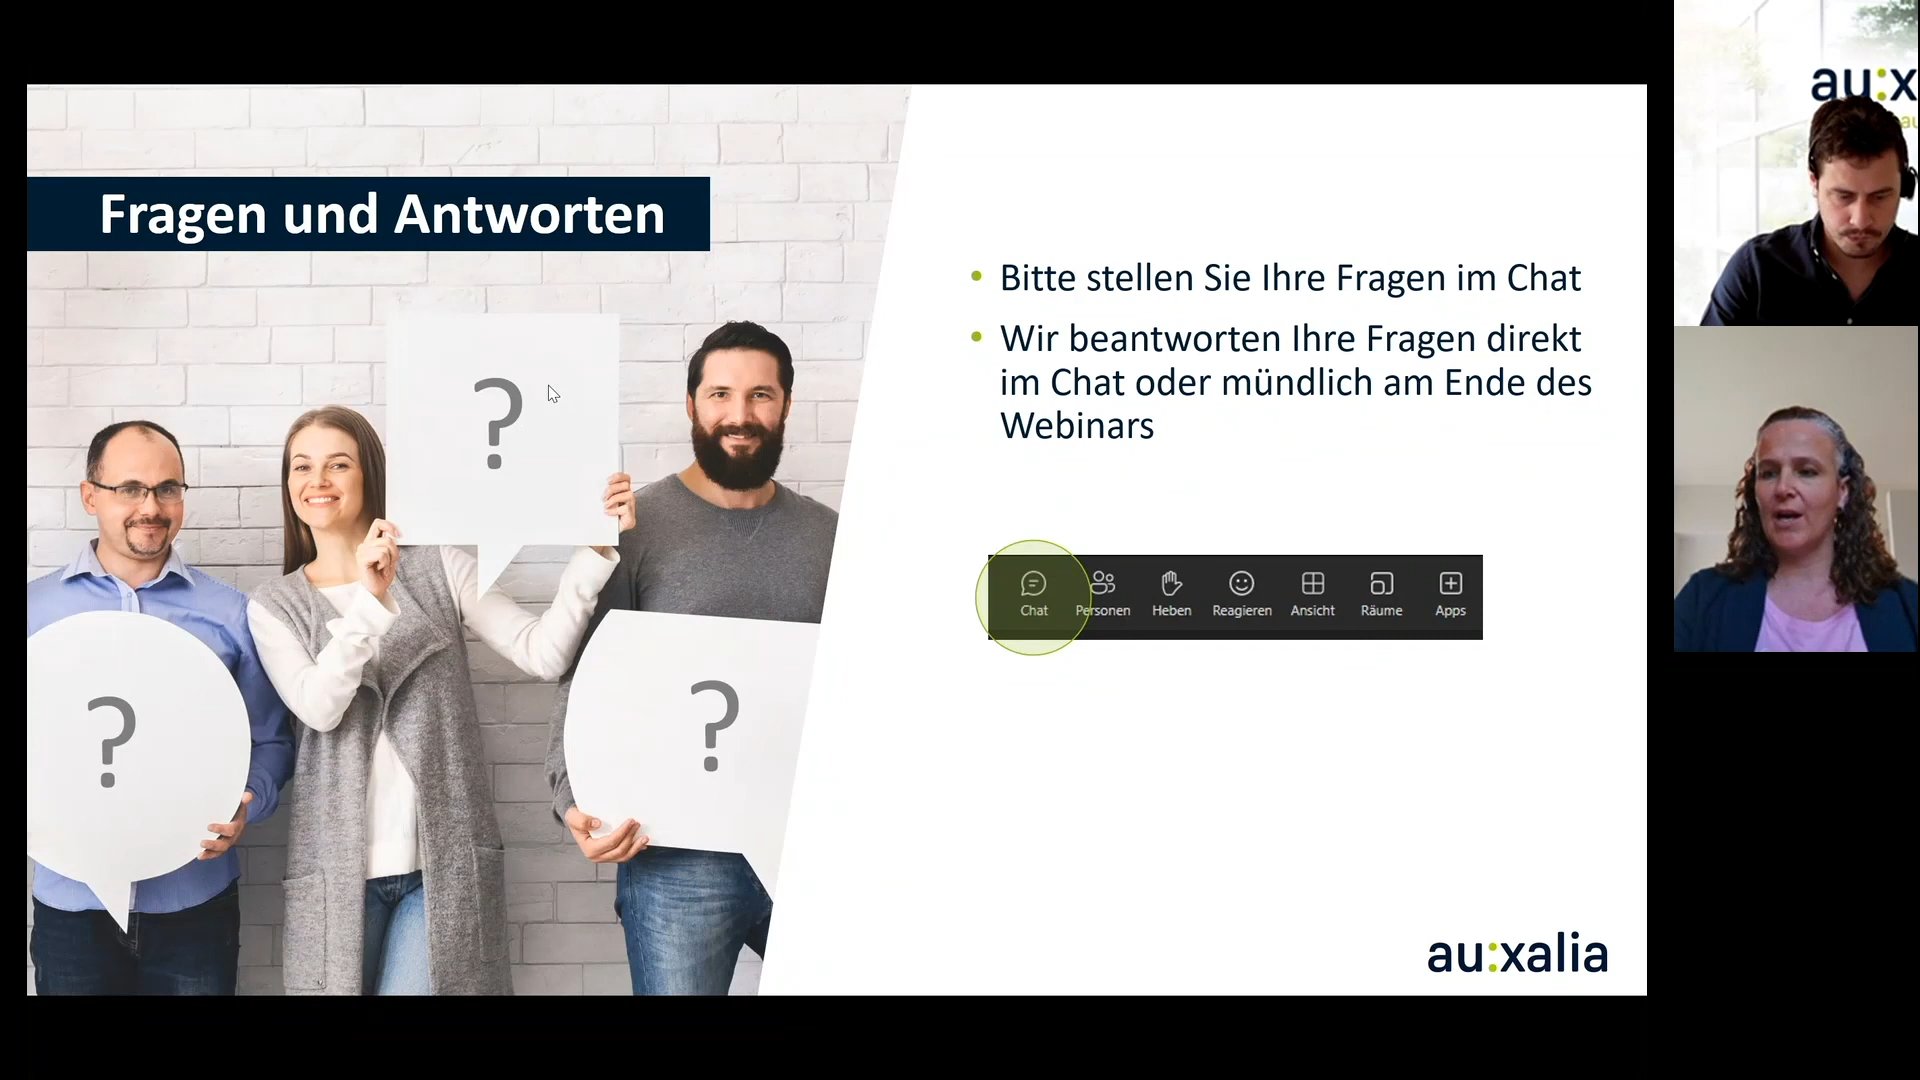 Fragen und Antworten
?
?
?
• Bitte stellen Sie Ihre Fragen im Chat
• Wir beantworten Ihre Fragen direkt
im Chat oder mündlich am Ende des
Webinars
Chat Personen Heben Reagieren Ansicht Räume Apps
au:xalia
au:x
au